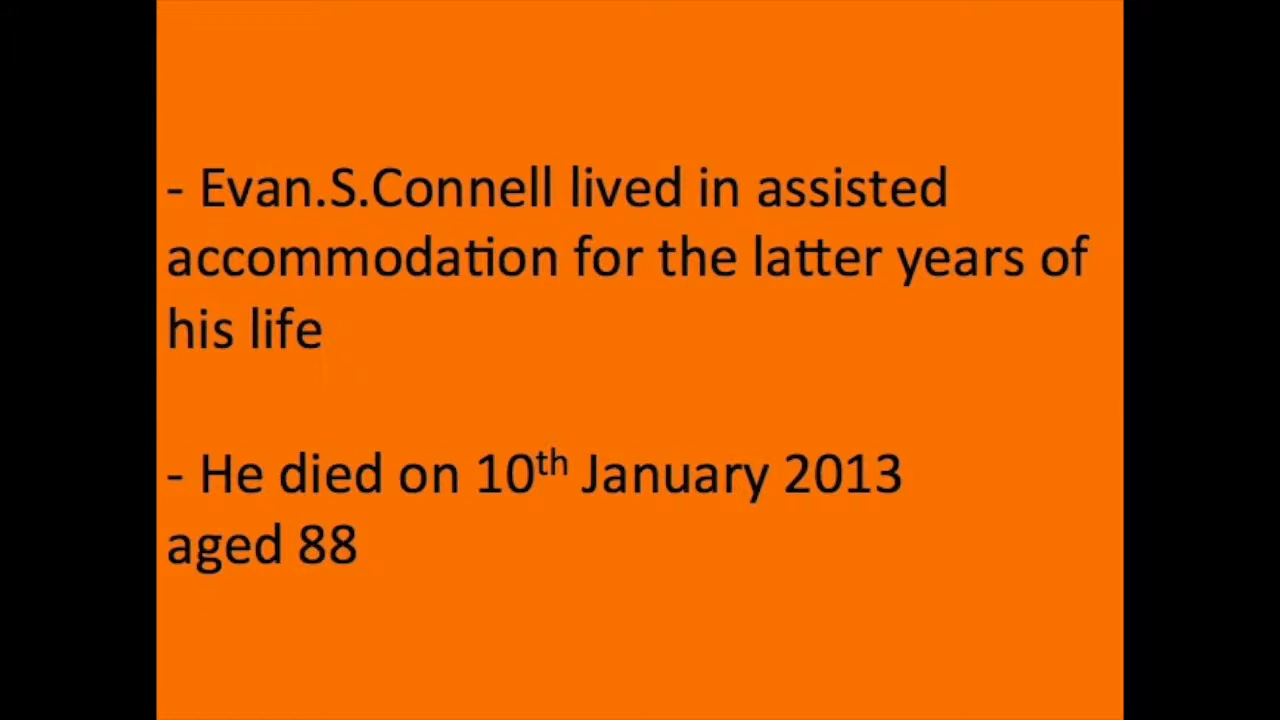 - Evan.S.Connell lived in assisted
accommodation for the latter years of
his life
- He died on 10th January 2013
aged 88